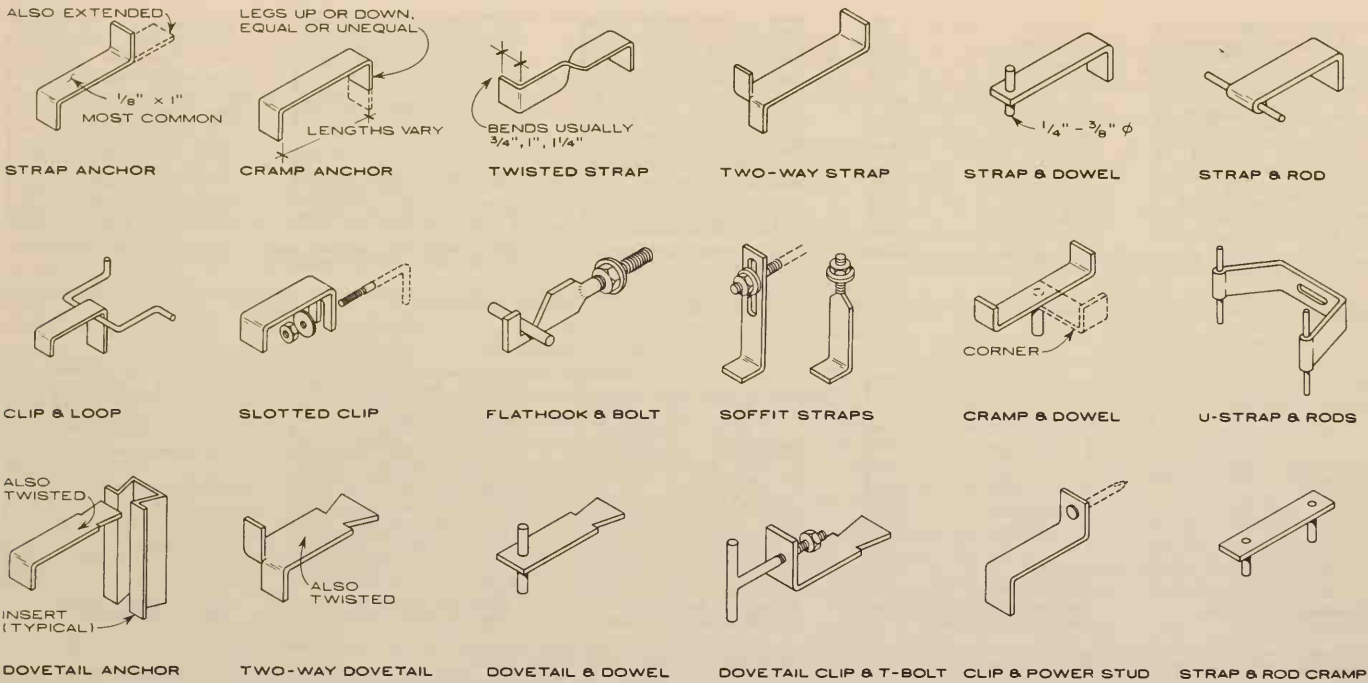 ALSO EXTENDED
1/8" x 1"
MOST COMMON
STRAP ANCHOR
LEGS UP OR DOWN,
EQUAL OR UNEQUAL
LENGTHS VARY
CRAMP ANCHOR
BENDS USUALLY
3/4", 1", 1 1/4"
TWISTED STRAP
TWO-WAY STRAP
1/4" - 3/8" ϕ
STRAP & DOWEL
STRAP & ROD
CLIP & LOOP
SLOTTED CLIP
FLATHOOK & BOLT
SOFFIT STRAPS
CORNER
CRAMP & DOWEL
U-STRAP & RODS
ALSO
TWISTED
INSERT
(TYPICAL)
DOVETAIL ANCHOR
ALSO
TWISTED
TWO-WAY DOVETAIL
DOVETAIL & DOWEL
DOVETAIL CLIP & T-BOLT
CLIP & POWER STUD
STRAP & ROD CRAMP